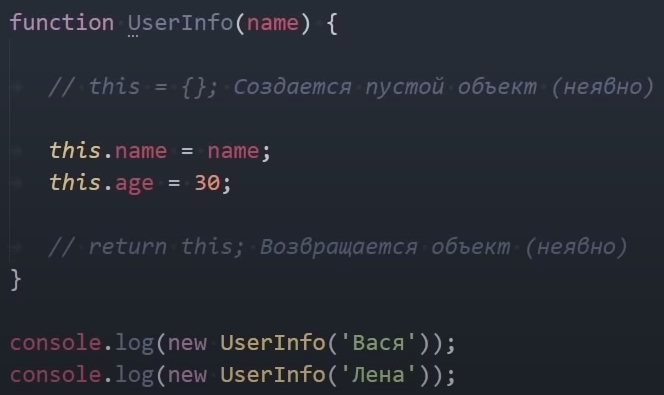 function UserInfo(name) {
// this = {}; Создается пустой объект (неявно)
this.name = name;
this.age = 30;
// return this; Возвращается объект (неявно)
}
console.log(new UserInfo('Вася'));
console.log(new UserInfo('Лена'));